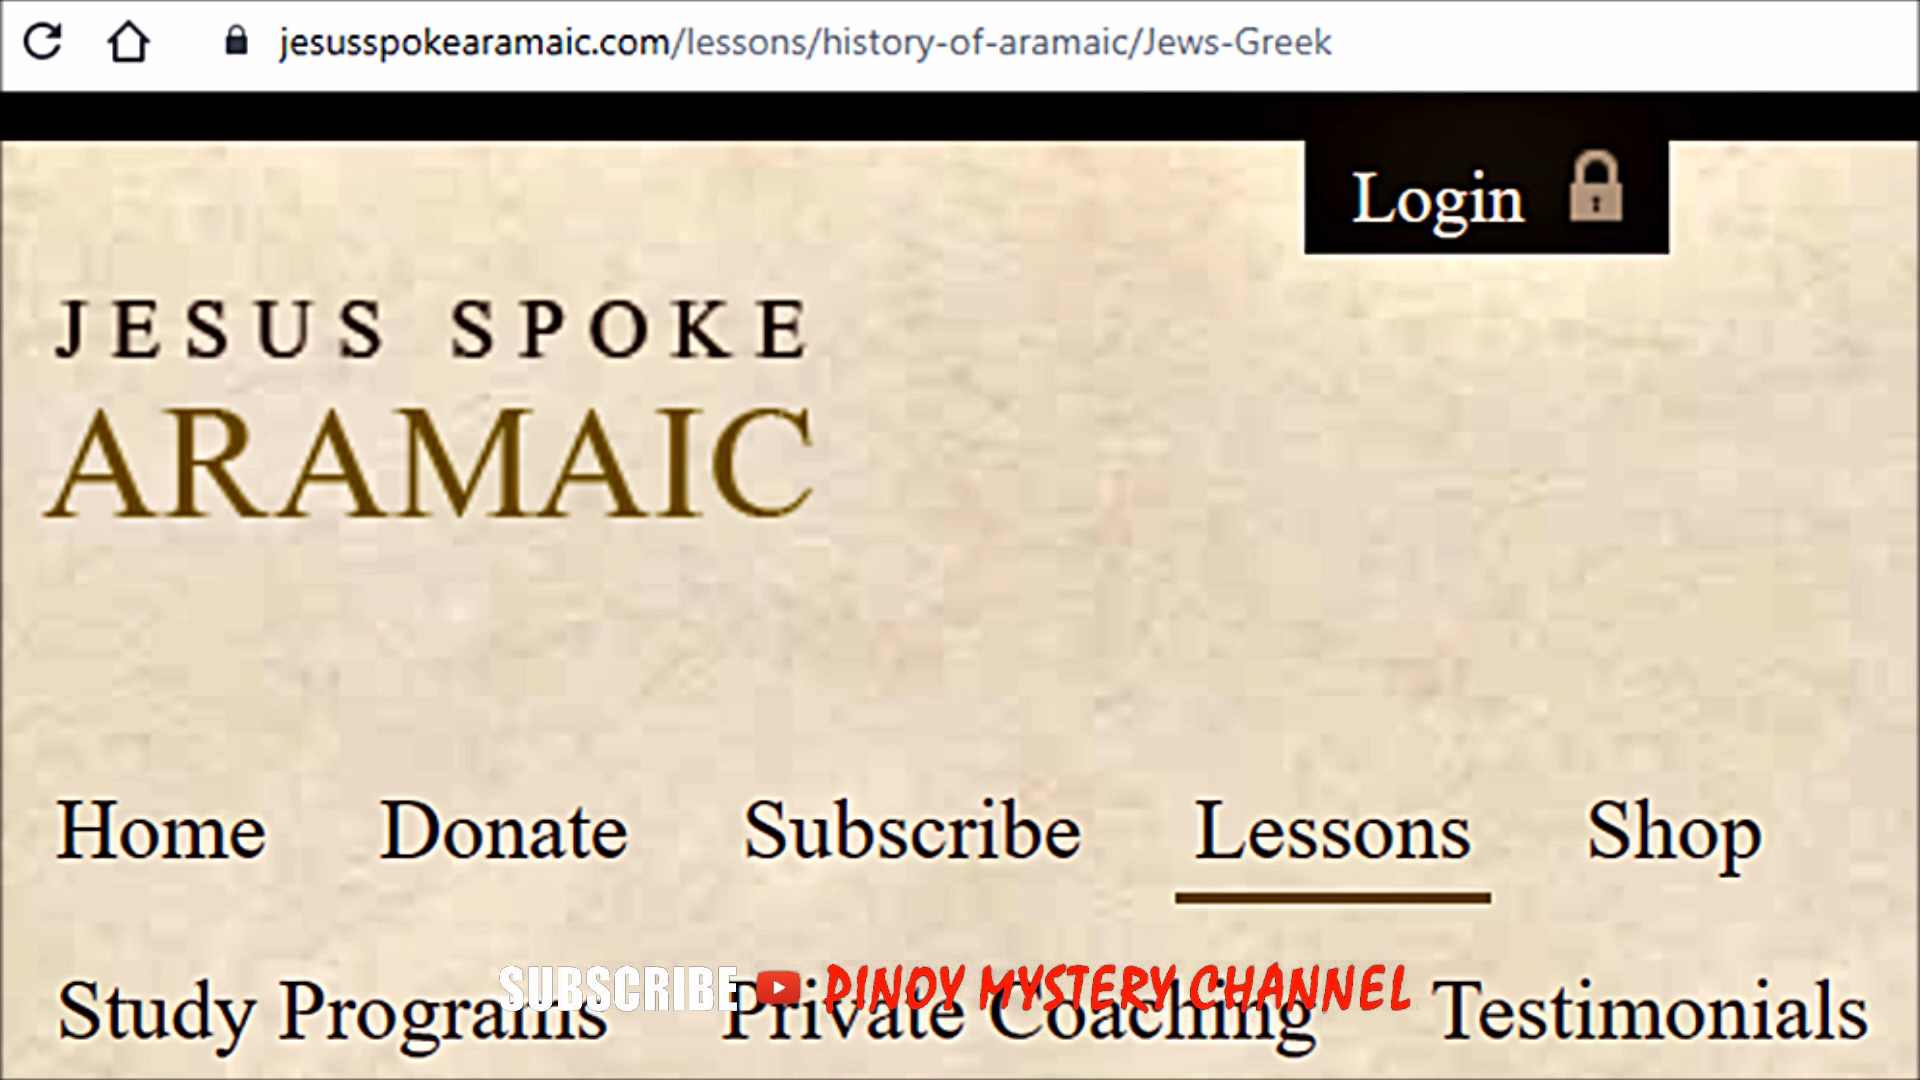 jesusspokearamaic.com/lessons/history-of-aramaic/Jews-Greek
Login
JESUS SPOKE
ARAMAIC
Home Donate Subscribe Lessons Shop
Study Programs Private Coaching Testimonials
SUBSCRIBE PINOY MYSTERY CHANNEL